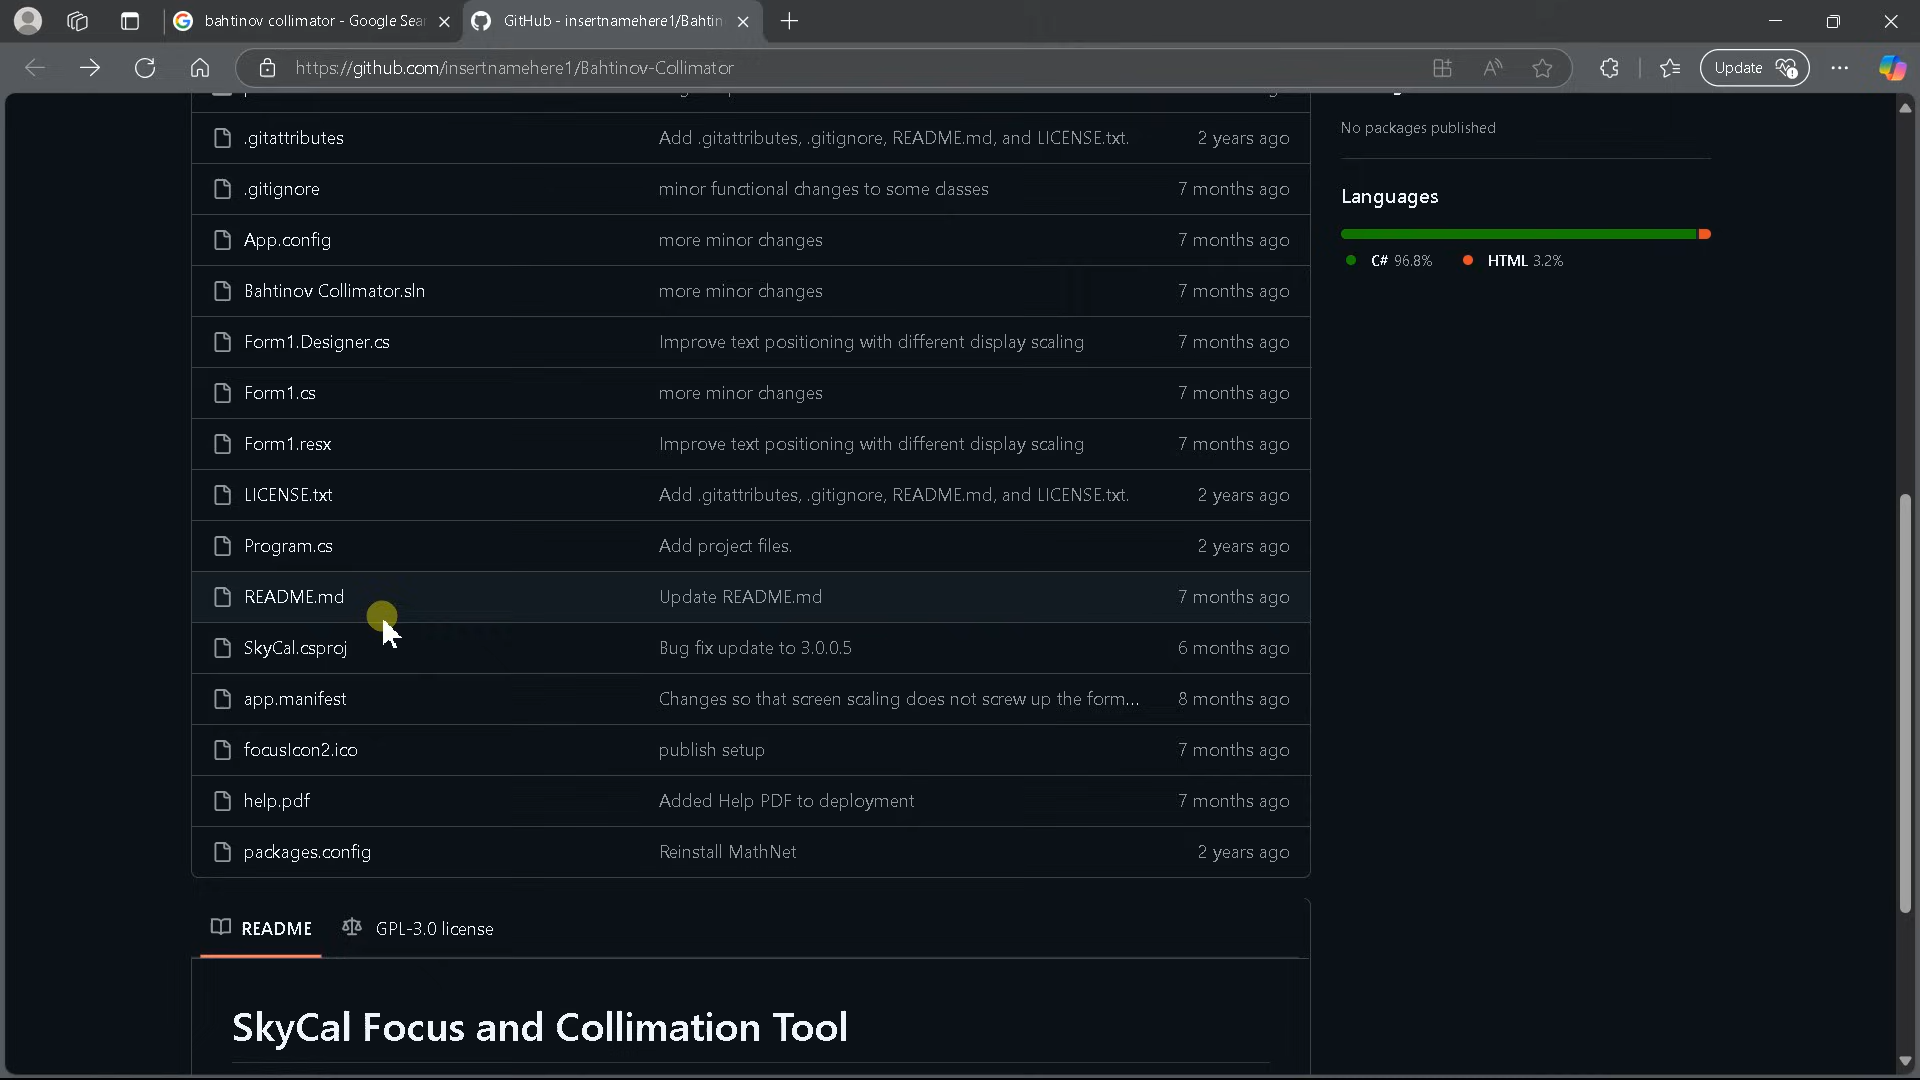 bahtinov collimator - Google Sear
GitHub - insertnamehere1/Bahtin
https://github.com/insertnamehere1/Bahtinov-Collimator
Update
No packages published
.gitattributes Add .gitattributes, .gitignore, README.md, and LICENSE.txt. 2 years ago
.gitignore minor functional changes to some classes 7 months ago
App.config more minor changes 7 months ago
Bahtinov Collimator.sln more minor changes 7 months ago
Form1.Designer.cs Improve text positioning with different display scaling 7 months ago
Form1.cs more minor changes 7 months ago
Form1.resx Improve text positioning with different display scaling 7 months ago
LICENSE.txt Add .gitattributes, .gitignore, README.md, and LICENSE.txt. 2 years ago
Program.cs Add project files. 2 years ago
README.md Update README.md 7 months ago
SkyCal.csproj Bug fix update to 3.0.0.5 6 months ago
app.manifest Changes so that screen scaling does not screw up the form... 8 months ago
focusIcon2.ico publish setup 7 months ago
help.pdf Added Help PDF to deployment 7 months ago
packages.config Reinstall MathNet 2 years ago
Languages
C# 96.8% HTML 3.2%
README GPL-3.0 license
SkyCal Focus and Collimation Tool